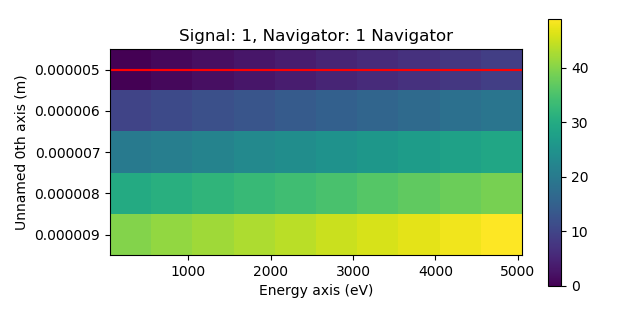 Signal: 1, Navigator: 1 Navigator
Unnamed 0th axis (m)
0.000005
0.000006
0.000007
0.000008
0.000009
1000 2000 3000 4000 5000
Energy axis (eV)
40
30
20
10
0